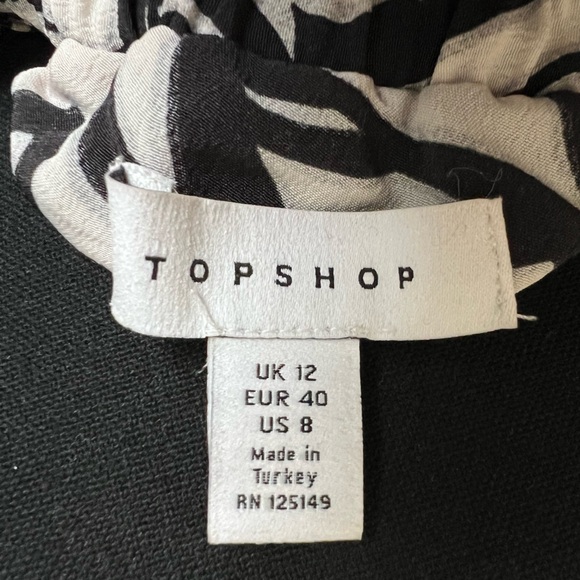 TOPSHOP
UK 12
EUR 40
US 8
Made in
Turkey
RN 125149